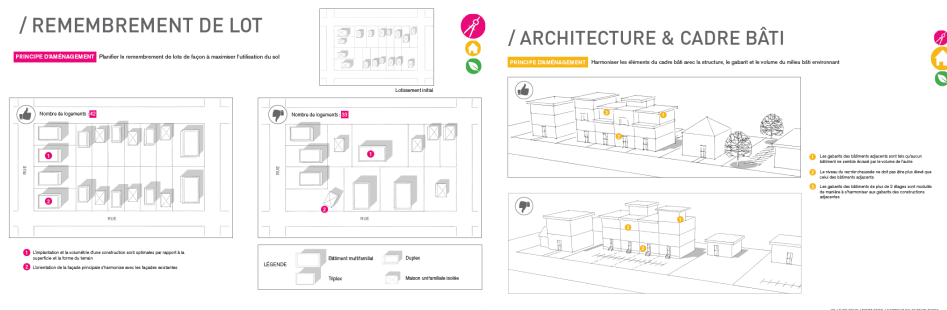 / REMEMBREMENT DE LOT
PRINCIPE D'AMÉNAGEMENT Planifier le remembrement de lots de façon à maximiser l'utilisation du sol
Lotissement initial
Nombre de logements : 42
RUE
RUE
1
2
Nombre de logements : 33
RUE
RUE
1
2
1 L'implantation et la volumétrie d'une construction sont optimales par rapport à la
superficie et la forme du terrain
2 L'orientation de la façade principale s'harmonise avec les façades existantes
LÉGENDE
Bâtiment multifamilial
Duplex
Triplex
Maison unifamiliale isolée
/ ARCHITECTURE & CADRE BÂTI
PRINCIPE D'AMÉNAGEMENT Harmoniser les éléments du cadre bâti avec la structure, le gabarit et le volume du milieu bâti environnant
1 Les gabarits des bâtiments adjacents sont tels qu'aucun
bâtiment ne semble écrasé par le volume de l'autre
2 Le niveau du rez-de-chaussée ne doit pas être plus élevé que
celui des bâtiments adjacents
3 Les gabarits des bâtiments de plus de 2 étages sont modulés
de manière à s'harmoniser aux gabarits des constructions
adjacentes